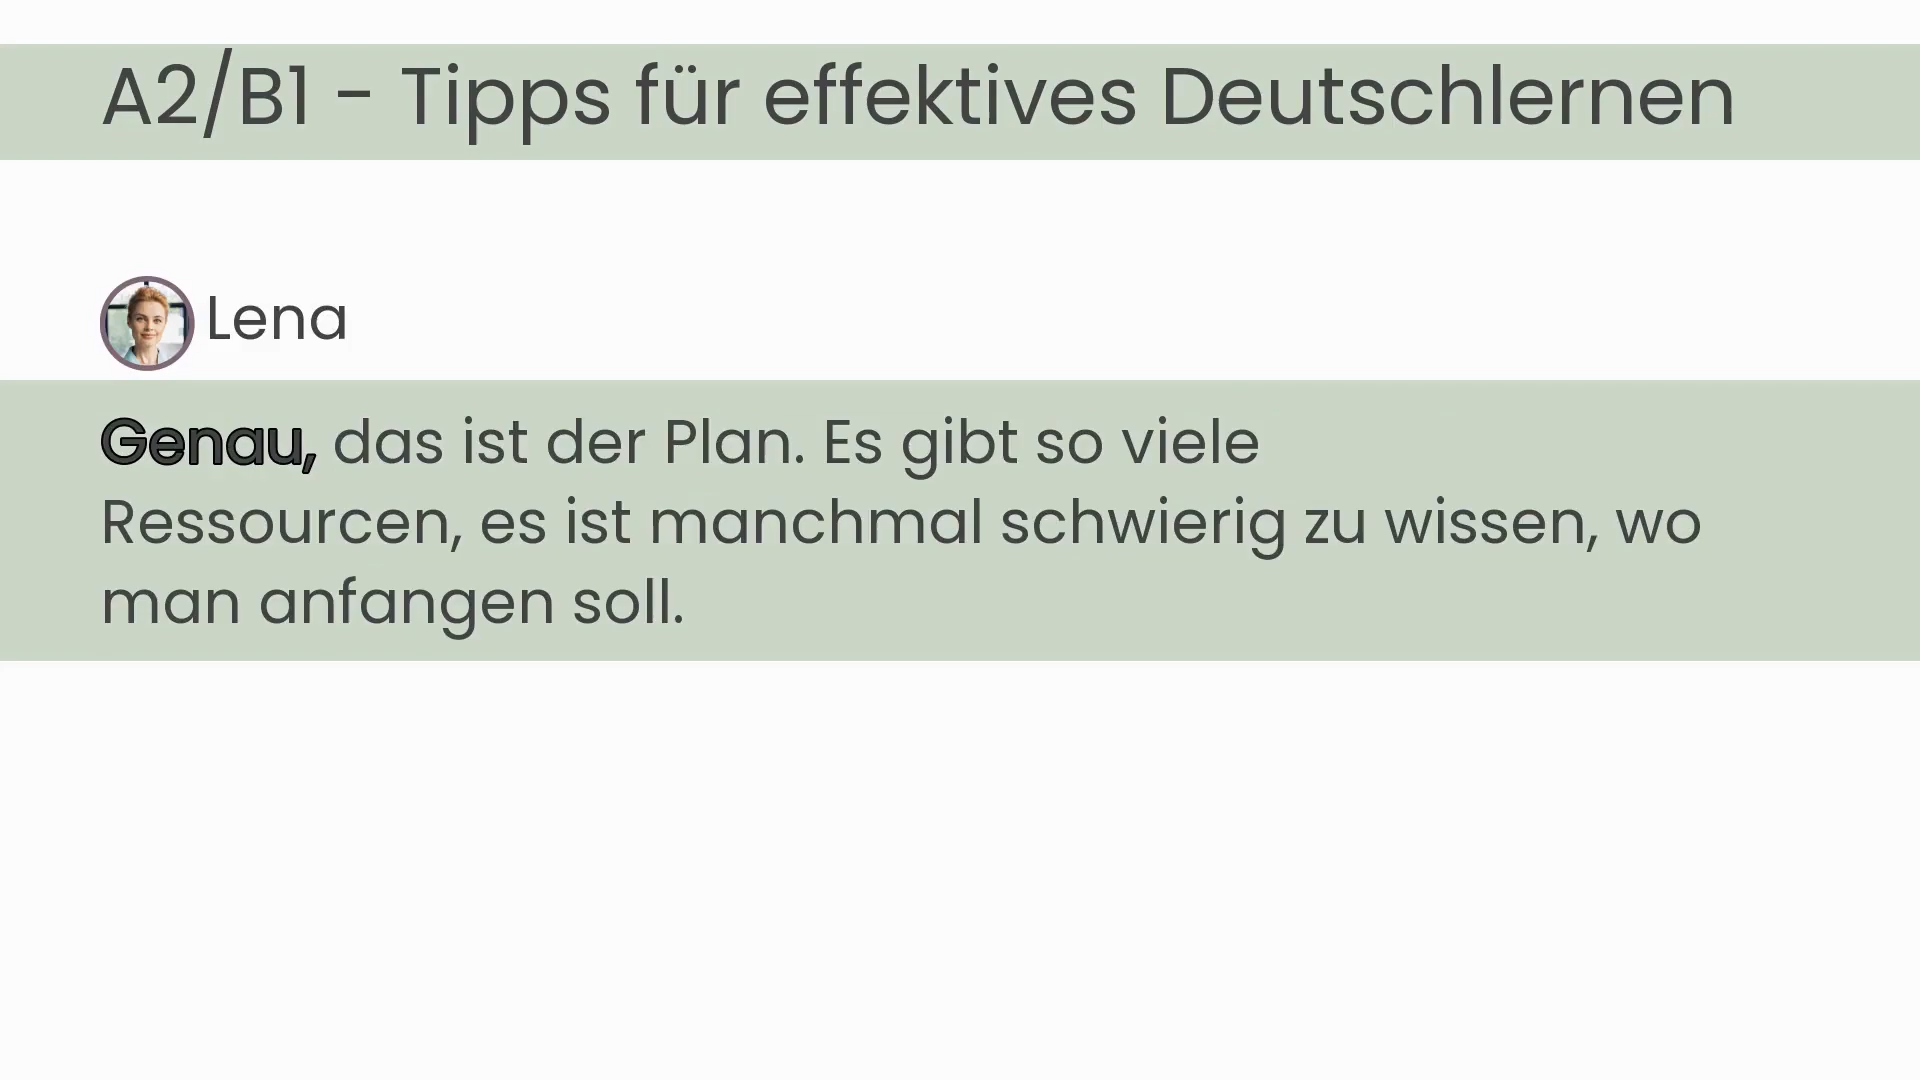 A2/B1 - Tipps für effektives Deutschlernen
Lena
Genau, das ist der Plan. Es gibt so viele
Ressourcen, es ist manchmal schwierig zu wissen, wo
man anfangen soll.